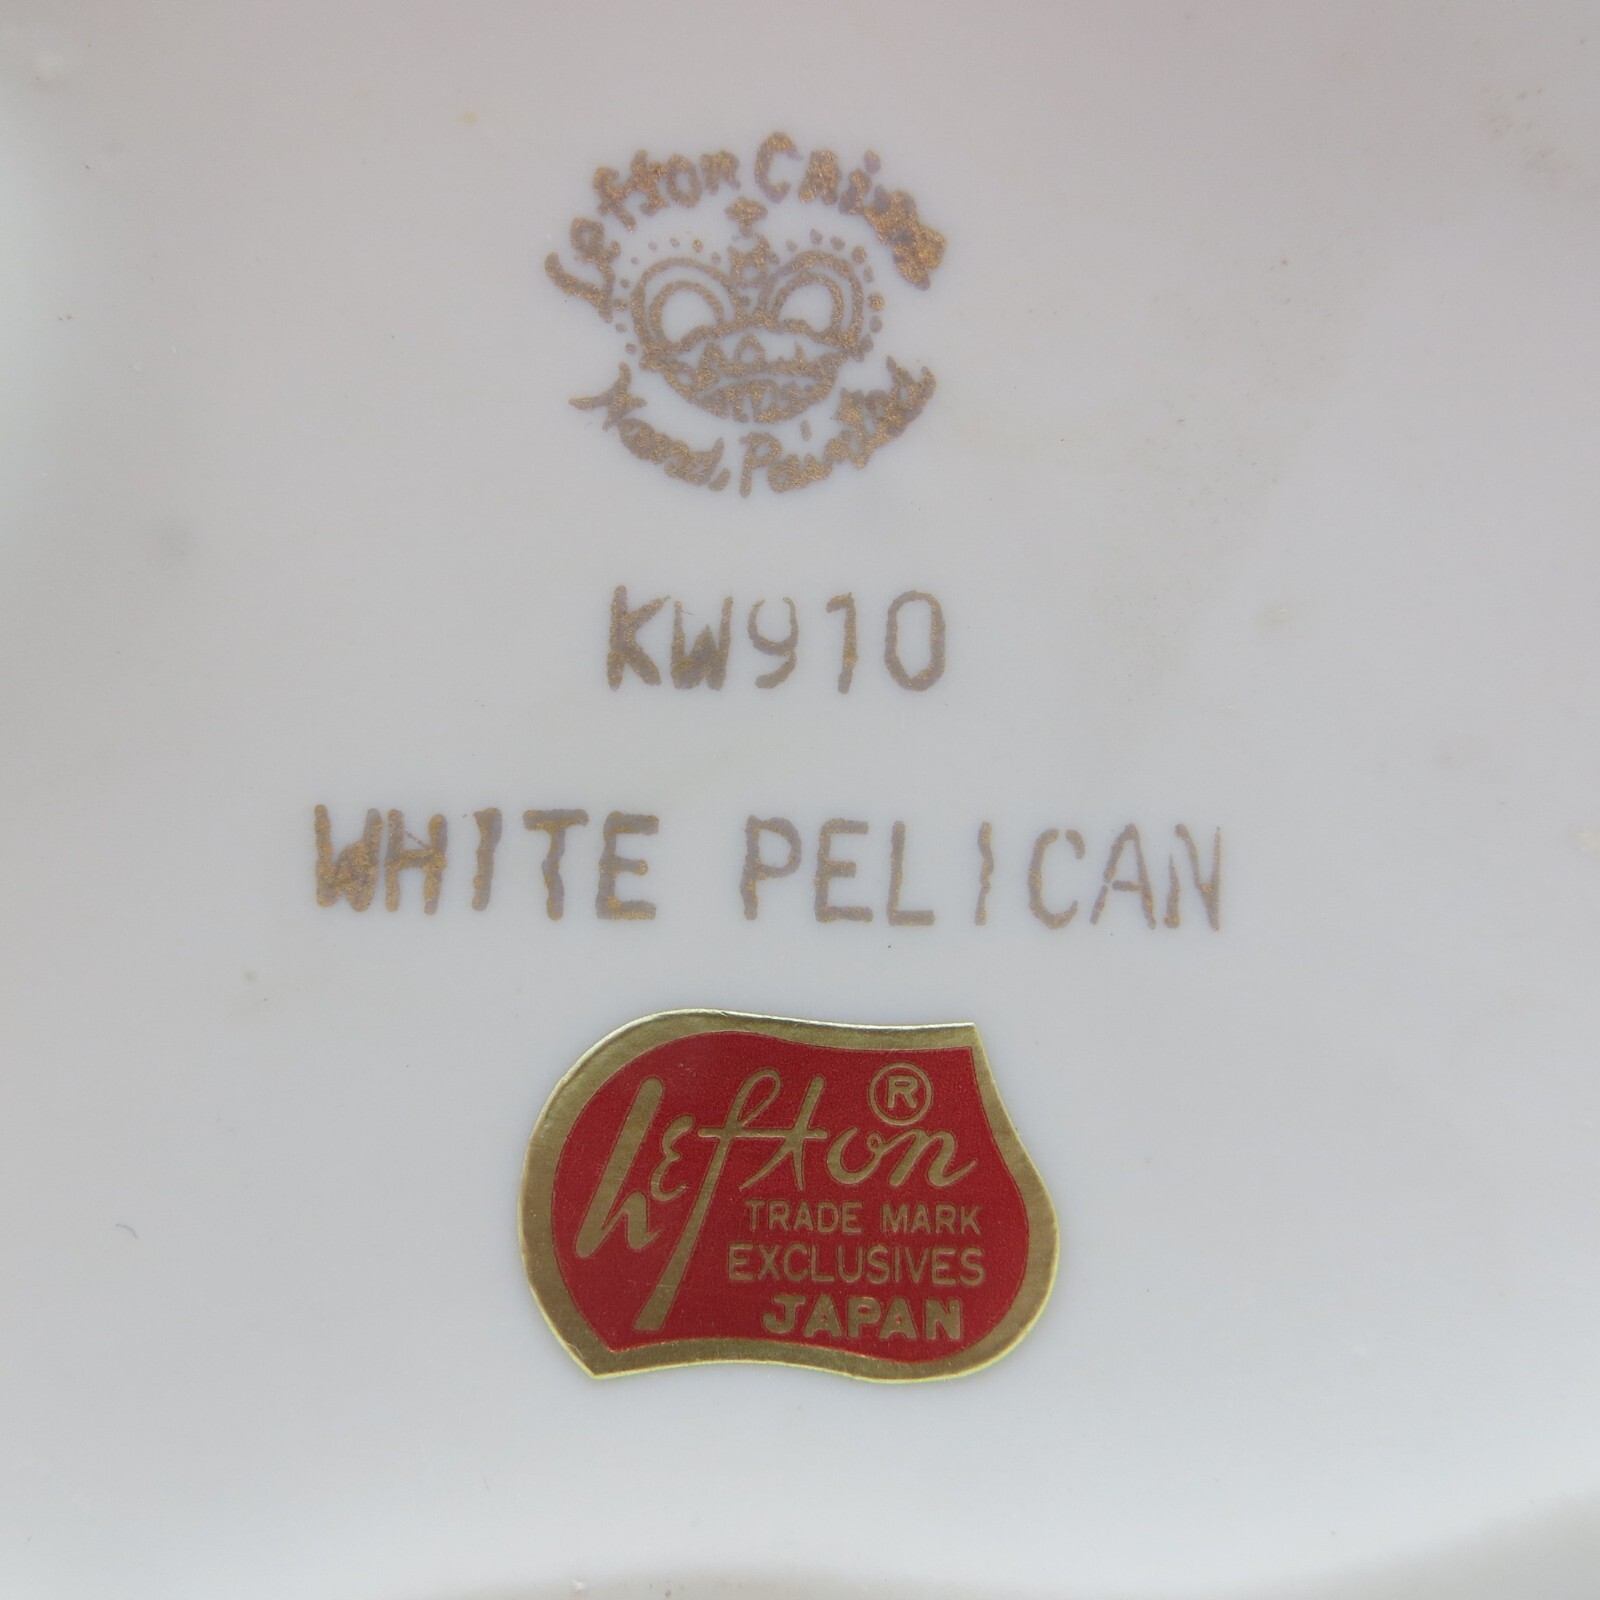 Lefton China
Hand Painted
KW910
WHITE PELICAN
Lefton ®
TRADE MARK
EXCLUSIVES
JAPAN